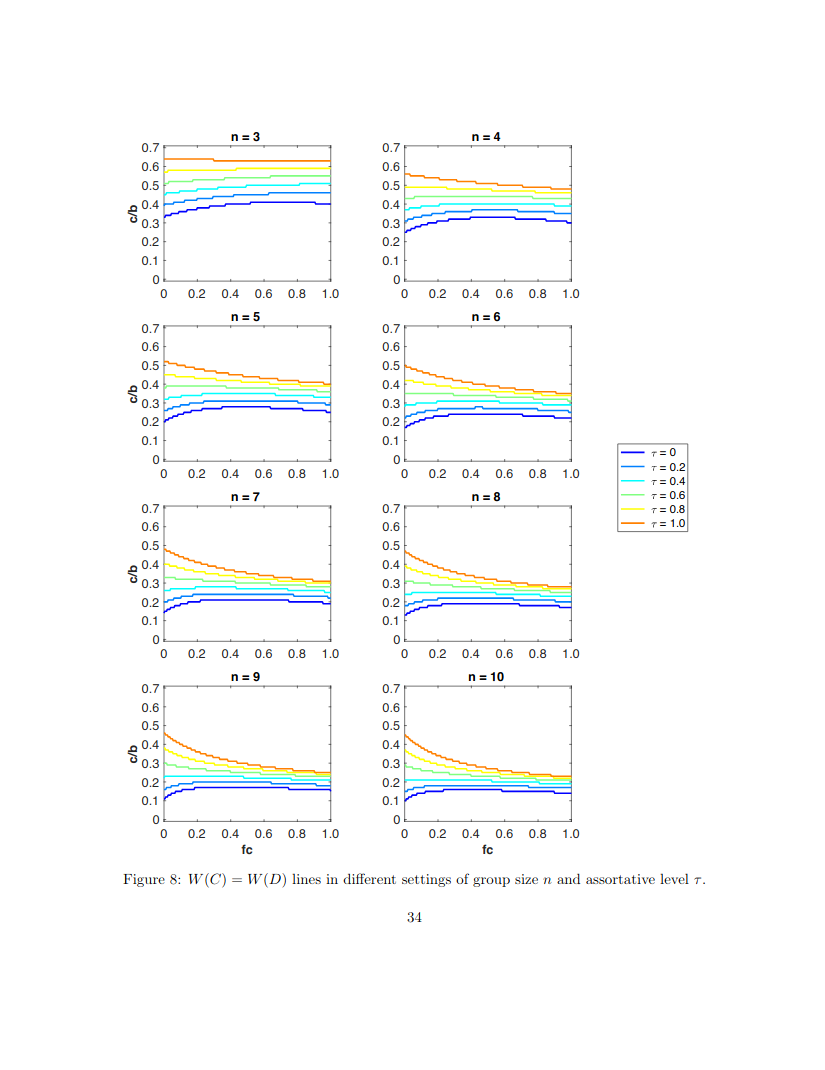 n = 3
0.7
0.6
0.5
0.4
0.3
0.2
0.1
0
c/b
0 0.2 0.4 0.6 0.8 1.0
n = 4
0.7
0.6
0.5
0.4
0.3
0.2
0.1
0
0 0.2 0.4 0.6 0.8 1.0
n = 5
0.7
0.6
0.5
0.4
0.3
0.2
0.1
0
c/b
0 0.2 0.4 0.6 0.8 1.0
n = 6
0.7
0.6
0.5
0.4
0.3
0.2
0.1
0
0 0.2 0.4 0.6 0.8 1.0
τ = 0
τ = 0.2
τ = 0.4
τ = 0.6
τ = 0.8
τ = 1.0
n = 7
0.7
0.6
0.5
0.4
0.3
0.2
0.1
0
c/b
0 0.2 0.4 0.6 0.8 1.0
n = 8
0.7
0.6
0.5
0.4
0.3
0.2
0.1
0
0 0.2 0.4 0.6 0.8 1.0
n = 9
0.7
0.6
0.5
0.4
0.3
0.2
0.1
0
c/b
0 0.2 0.4 0.6 0.8 1.0
fc
n = 10
0.7
0.6
0.5
0.4
0.3
0.2
0.1
0
0 0.2 0.4 0.6 0.8 1.0
fc
Figure 8: W(C) = W(D) lines in different settings of group size n and assortative level τ.
34